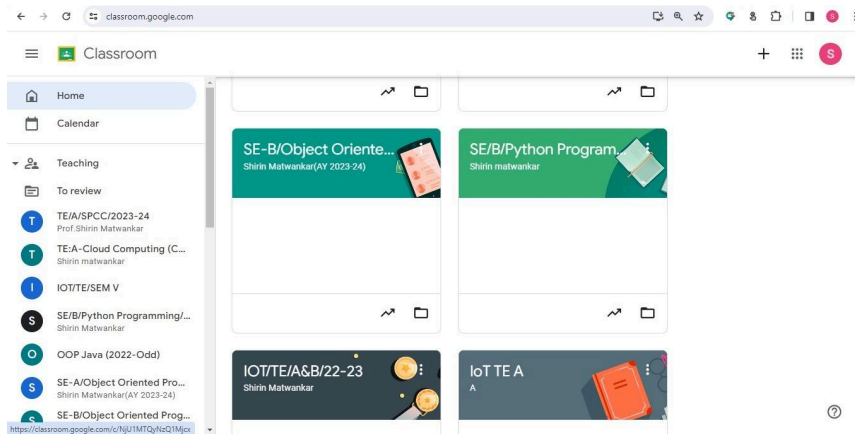 classroom.google.com
Classroom
S
Home
Calendar
Teaching
To review
T
TE/A/SPCC/2023-24
Prof.Shirin Matwankar
T
TE:A-Cloud Computing (C...
Shirin matwankar
I
IOT/TE/SEM V
S
SE/B/Python Programming/...
Shirin Matwankar
O
OOP Java (2022-Odd)
S
SE-A/Object Oriented Pro...
Shirin Matwankar(AY 2023-24)
S
SE-B/Object Oriented Prog...
https://classroom.google.com/c/NjU1MTQyNzQ1Mjcx
SE-B/Object Oriente...
Shirin Matwankar(AY 2023-24)
SE/B/Python Program...
Shirin matwankar
IOT/TE/A&B/22-23
Shirin Matwankar
IoT TE A
A